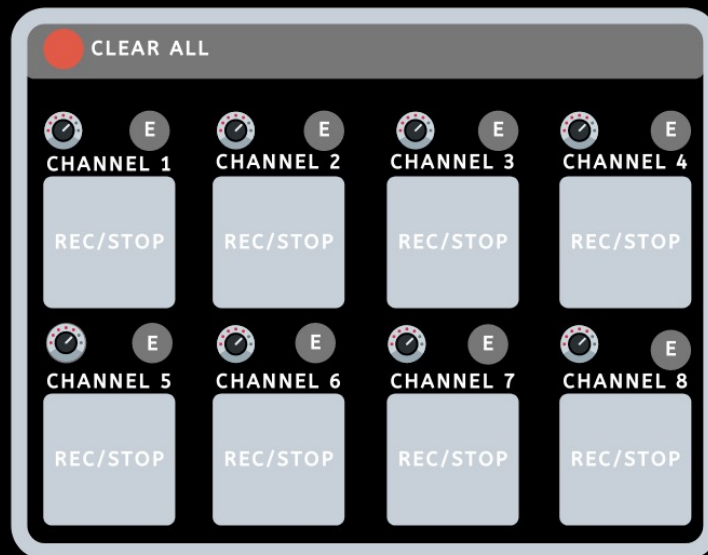 CLEAR ALL
E E E E
CHANNEL 1 CHANNEL 2 CHANNEL 3 CHANNEL 4
REC/STOP REC/STOP REC/STOP REC/STOP
E E E E
CHANNEL 5 CHANNEL 6 CHANNEL 7 CHANNEL 8
REC/STOP REC/STOP REC/STOP REC/STOP